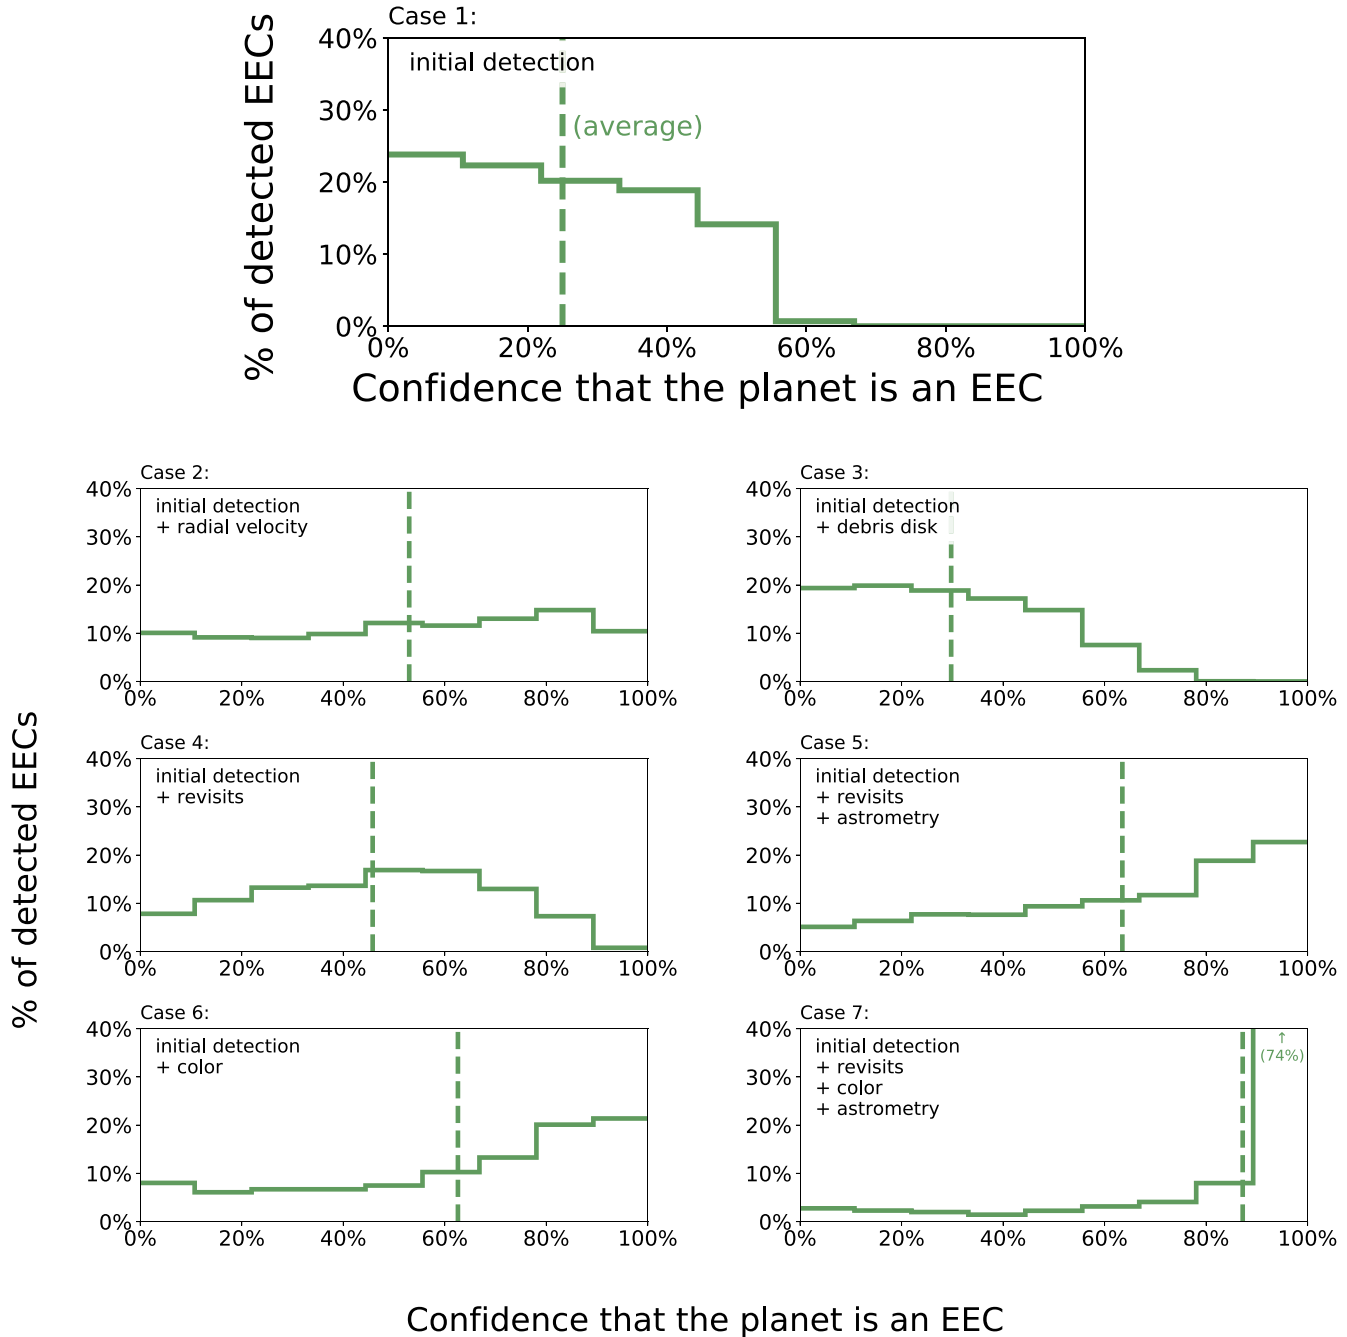 Case 1:
% of detected EECs
40%
30%
20%
10%
0%
initial detection
(average)
0% 20% 40% 60% 80% 100%
Confidence that the planet is an EEC
% of detected EECs
Case 2:
40%
30%
20%
10%
0%
initial detection
+ radial velocity
0% 20% 40% 60% 80% 100%
Case 3:
40%
30%
20%
10%
0%
initial detection
+ debris disk
0% 20% 40% 60% 80% 100%
Case 4:
40%
30%
20%
10%
0%
initial detection
+ revisits
0% 20% 40% 60% 80% 100%
Case 5:
40%
30%
20%
10%
0%
initial detection
+ revisits
+ astrometry
0% 20% 40% 60% 80% 100%
Case 6:
40%
30%
20%
10%
0%
initial detection
+ color
0% 20% 40% 60% 80% 100%
Case 7:
40%
30%
20%
10%
0%
initial detection
+ revisits
+ color
+ astrometry
↑
(74%)
0% 20% 40% 60% 80% 100%
Confidence that the planet is an EEC